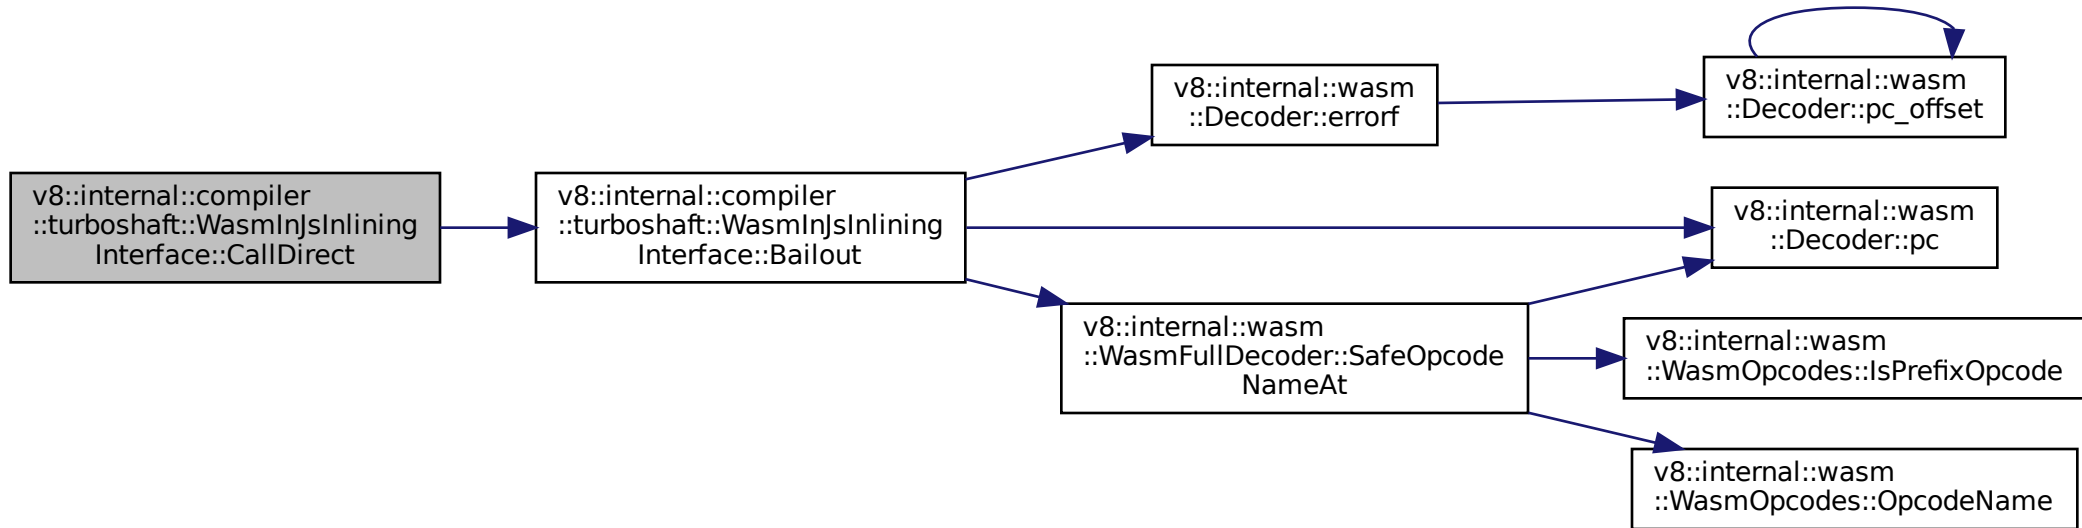 v8::internal::compiler
::turboshaft::WasmInJsInlining
Interface::CallDirect
v8::internal::compiler
::turboshaft::WasmInJsInlining
Interface::Bailout
v8::internal::wasm
::Decoder::errorf
v8::internal::wasm
::Decoder::pc_offset
v8::internal::wasm
::Decoder::pc
v8::internal::wasm
::WasmFullDecoder::SafeOpcode
NameAt
v8::internal::wasm
::WasmOpcodes::IsPrefixOpcode
v8::internal::wasm
::WasmOpcodes::OpcodeName